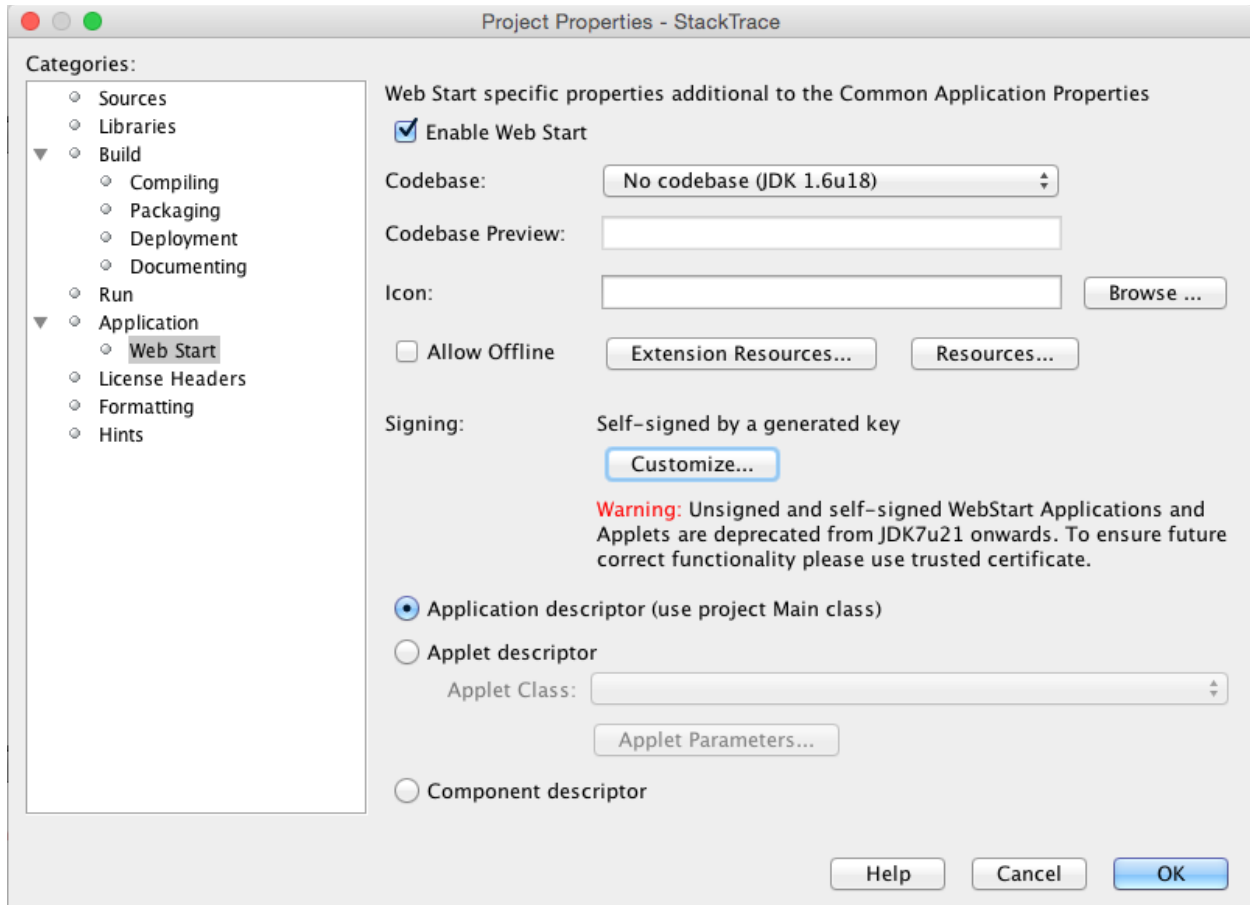 Project Properties - StackTrace
Categories:
Sources
Libraries
Build
Compiling
Packaging
Deployment
Documenting
Run
Application
Web Start
License Headers
Formatting
Hints
Web Start specific properties additional to the Common Application Properties
Enable Web Start
Codebase: No codebase (JDK 1.6u18)
Codebase Preview:
Icon: Browse ...
Allow Offline Extension Resources... Resources...
Signing: Self-signed by a generated key
Customize...
Warning: Unsigned and self-signed WebStart Applications and
Applets are deprecated from JDK7u21 onwards. To ensure future
correct functionality please use trusted certificate.
Application descriptor (use project Main class)
Applet descriptor
Applet Class:
Applet Parameters...
Component descriptor
Help Cancel OK